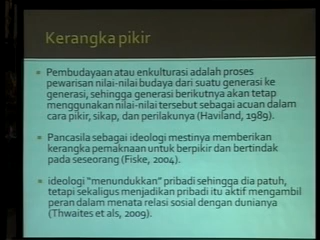 Kerangka pikir
Pembudayaan atau enkulturasi adalah proses
pewarisan nilai-nilai budaya dari suatu generasi ke
generasi, sehingga generasi berikutnya akan tetap
menggunakan nilai-nilai tersebut sebagai acuan dalam
cara pikir, sikap, dan perilakunya (Haviland, 1989).
Pancasila sebagai ideologi mestinya memberikan
kerangka pemaknaan untuk berpikir dan bertindak
pada seseorang (Fiske, 2004).
ideologi "menundukkan" pribadi sehingga dia patuh,
tetapi sekaligus menjadikan pribadi itu aktif mengambil
peran dalam menata relasi sosial dengan dunianya
(Thwaites et als, 2009).